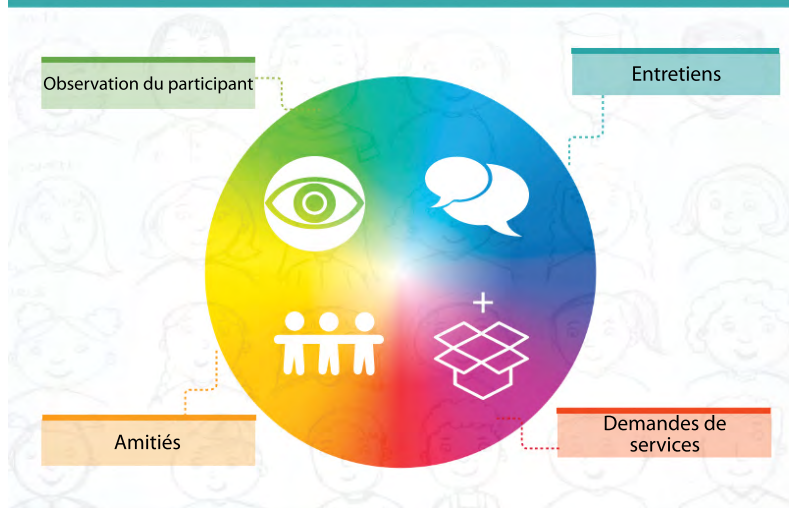 Observation du participant
Entretiens
Amitiés
Demandes de
services